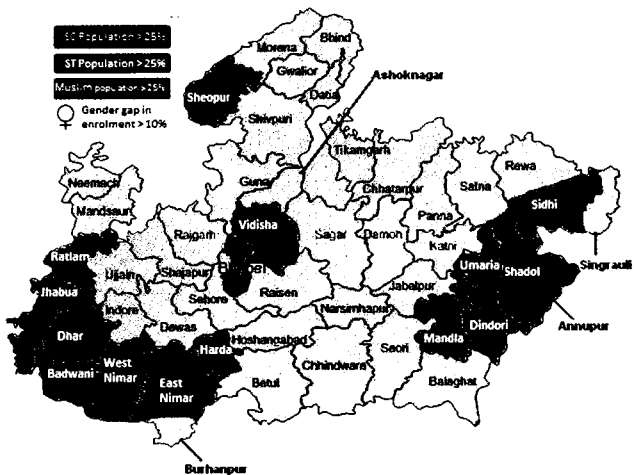 SC Population > 25%
ST Population > 25%
Muslim population > 25%
Gender gap in
enrolment > 10%
Morena
Bhind
Gwalior
Ashoknagar
Sheopur
Datia
Shivpuri
Tikamgarh
Neemach
Guna
Chhatarpur
Satna
Rewa
Mandsaur
Panna
Sidhi
Rajgarh
Vidisha
Sagar
Damoh
Katni
Ratlam
Ujjain
Shajapur
Umaria
Shadol
Singrauli
Jhabua
Sehore
Raisen
Jabalpur
Indore
Narsimhapur
Annupur
Dhar
Dewas
Hoshangabad
Dindori
Harda
Mandla
Badwani
West
Nimar
East
Nimar
Betul
Chhindwara
Seori
Balaghat
Burhanpur